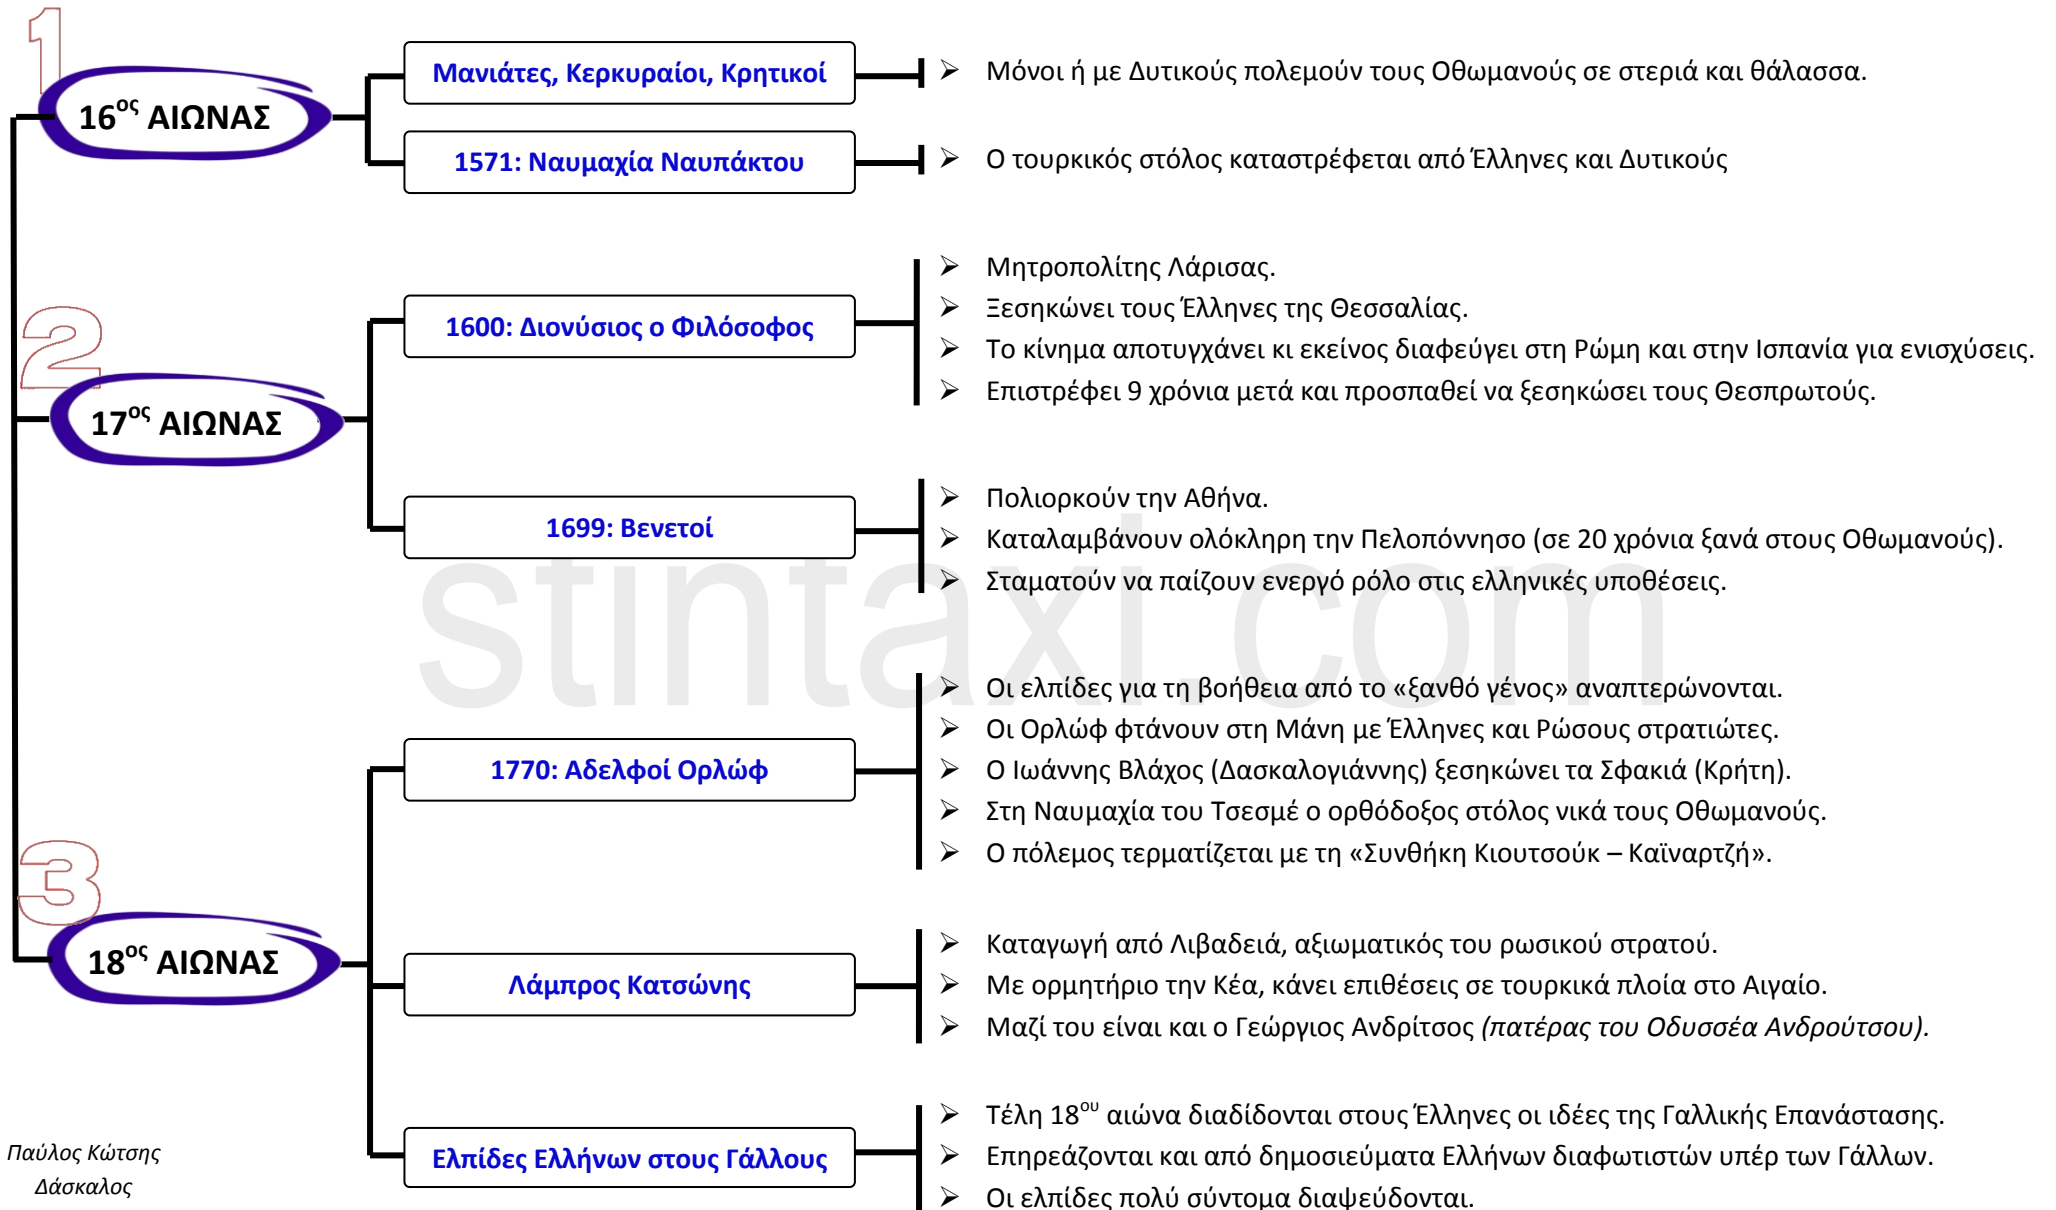 1
16ος ΑΙΩΝΑΣ
Μανιάτες, Κερκυραίοι, Κρητικοί
➢ Μόνοι ή με Δυτικούς πολεμούν τους Οθωμανούς σε στεριά και θάλασσα.
1571: Ναυμαχία Ναυπάκτου
➢ Ο τουρκικός στόλος καταστρέφεται από Έλληνες και Δυτικούς
2
17ος ΑΙΩΝΑΣ
1600: Διονύσιος ο Φιλόσοφος
➢ Μητροπολίτης Λάρισας.
➢ Ξεσηκώνει τους Έλληνες της Θεσσαλίας.
➢ Το κίνημα αποτυγχάνει κι εκείνος διαφεύγει στη Ρώμη και στην Ισπανία για ενισχύσεις.
➢ Επιστρέφει 9 χρόνια μετά και προσπαθεί να ξεσηκώσει τους Θεσπρωτούς.
1699: Βενετοί
➢ Πολιορκούν την Αθήνα.
➢ Καταλαμβάνουν ολόκληρη την Πελοπόννησο (σε 20 χρόνια ξανά στους Οθωμανούς).
➢ Σταματούν να παίζουν ενεργό ρόλο στις ελληνικές υποθέσεις.
stintaxi.com
3
18ος ΑΙΩΝΑΣ
1770: Αδελφοί Ορλώφ
➢ Οι ελπίδες για τη βοήθεια από το «ξανθό γένος» αναπτερώνονται.
➢ Οι Ορλώφ φτάνουν στη Μάνη με Έλληνες και Ρώσους στρατιώτες.
➢ Ο Ιωάννης Βλάχος (Δασκαλογιάννης) ξεσηκώνει τα Σφακιά (Κρήτη).
➢ Στη Ναυμαχία του Τσεσμέ ο ορθόδοξος στόλος νικά τους Οθωμανούς.
➢ Ο πόλεμος τερματίζεται με τη «Συνθήκη Κιουτσούκ – Καϊναρτζή».
Λάμπρος Κατσώνης
➢ Καταγωγή από Λιβαδειά, αξιωματικός του ρωσικού στρατού.
➢ Με ορμητήριο την Κέα, κάνει επιθέσεις σε τουρκικά πλοία στο Αιγαίο.
➢ Μαζί του είναι και ο Γεώργιος Ανδρίτσος (πατέρας του Οδυσσέα Ανδρούτσου).
Ελπίδες Ελλήνων στους Γάλλους
➢ Τέλη 18ου αιώνα διαδίδονται στους Έλληνες οι ιδέες της Γαλλικής Επανάστασης.
➢ Επηρεάζονται και από δημοσιεύματα Ελλήνων διαφωτιστών υπέρ των Γάλλων.
➢ Οι ελπίδες πολύ σύντομα διαψεύδονται.
Παύλος Κώτσης
Δάσκαλος